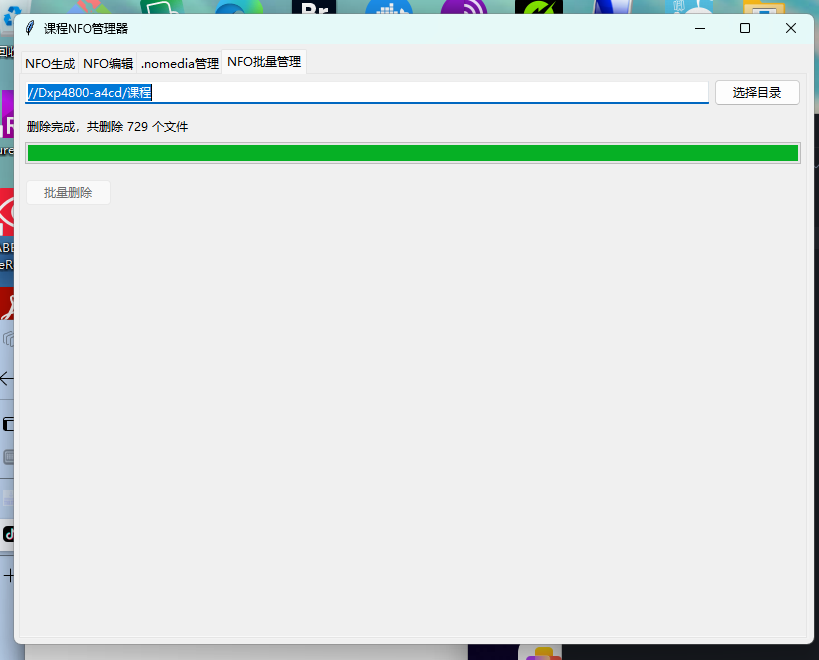 Br
课程NFO管理器
NFO生成 NFO编辑 .nomedia管理 NFO批量管理
//Dxp4800-a4cd/课程 选择目录
删除完成，共删除 729 个文件
批量删除